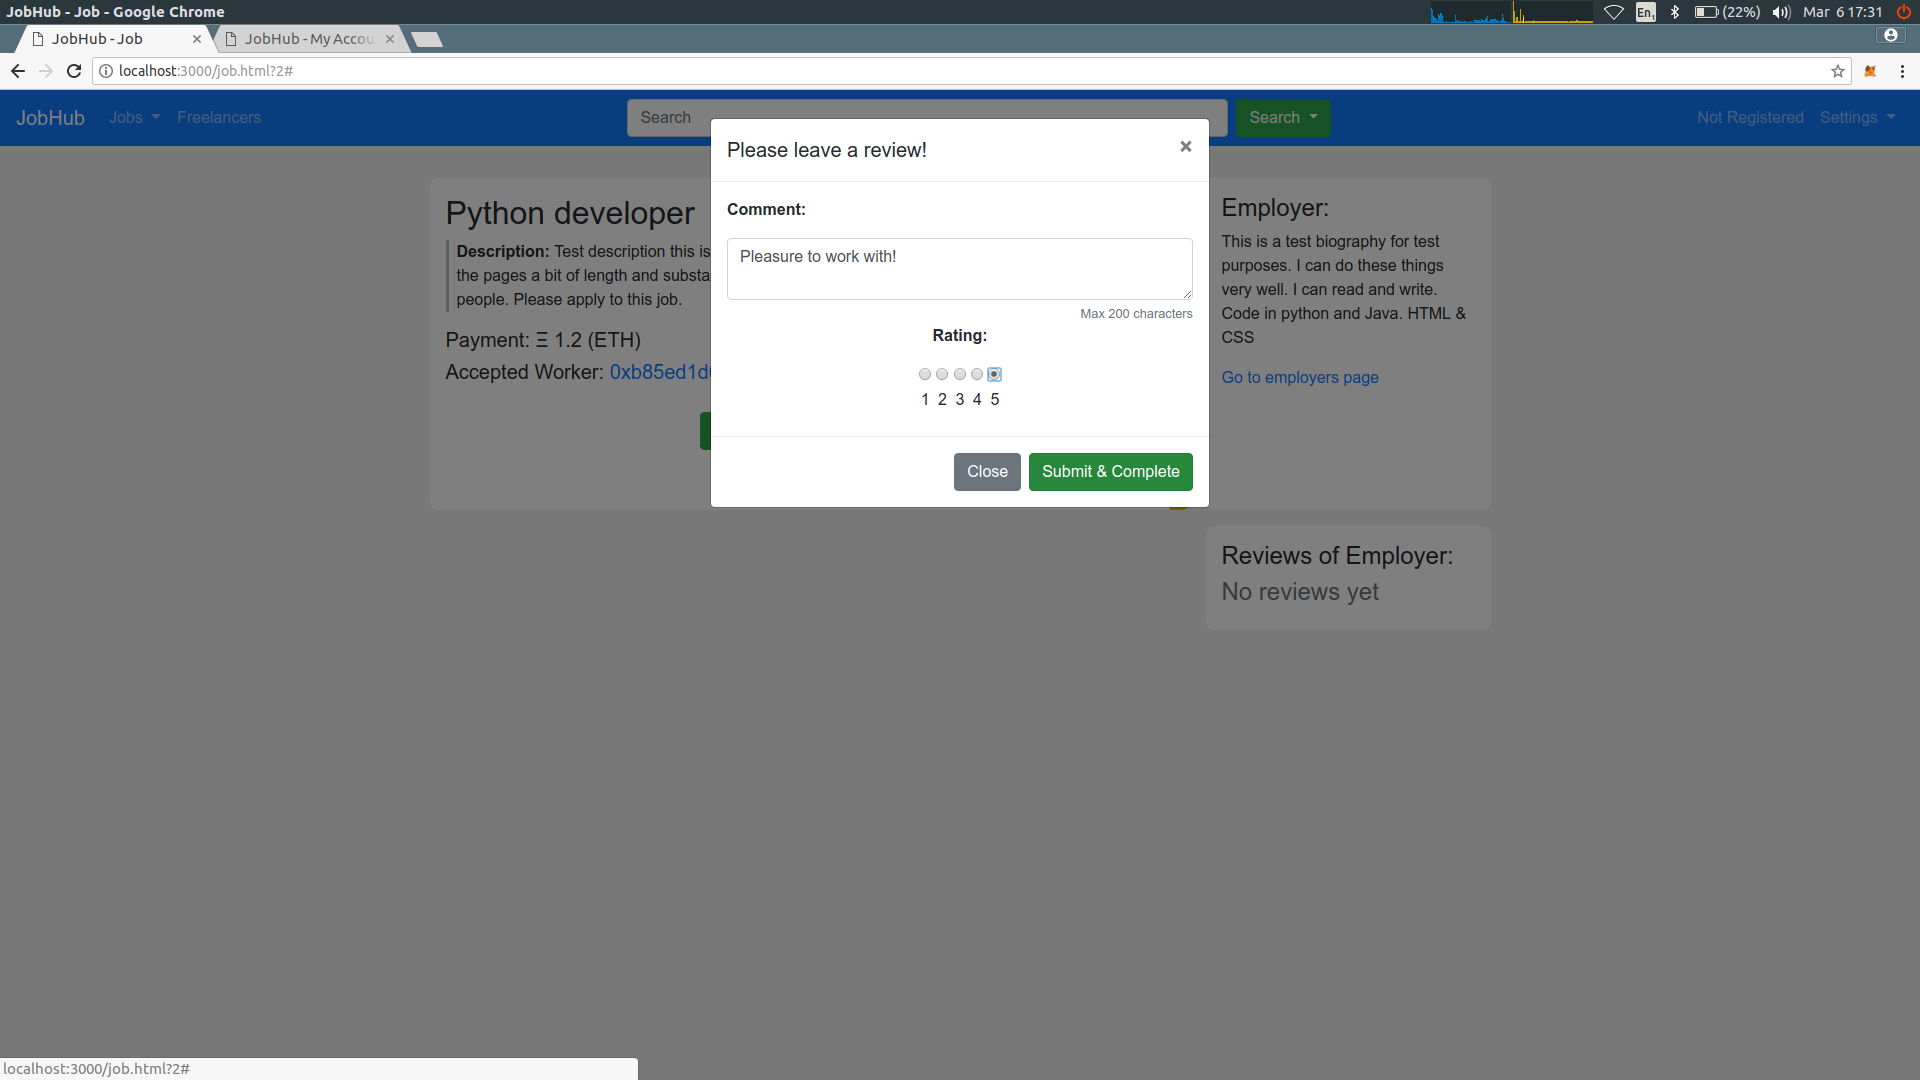 JobHub - Job - Google Chrome
En1
(22%)
Mar 6 17:31
JobHub - Job
JobHub - My Accou
localhost:3000/job.html?2#
JobHub
Jobs
Freelancers
Search
Search
Not Registered
Settings
Please leave a review!
×
Comment:
Pleasure to work with!
Max 200 characters
Rating:
1 2 3 4 5
Close
Submit & Complete
Python developer
Description: Test description this is
the pages a bit of length and substa
people. Please apply to this job.
Payment: Ξ 1.2 (ETH)
Accepted Worker: 0xb85ed1d
Employer:
This is a test biography for test
purposes. I can do these things
very well. I can read and write.
Code in python and Java. HTML &
CSS
Go to employers page
Reviews of Employer:
No reviews yet
localhost:3000/job.html?2#